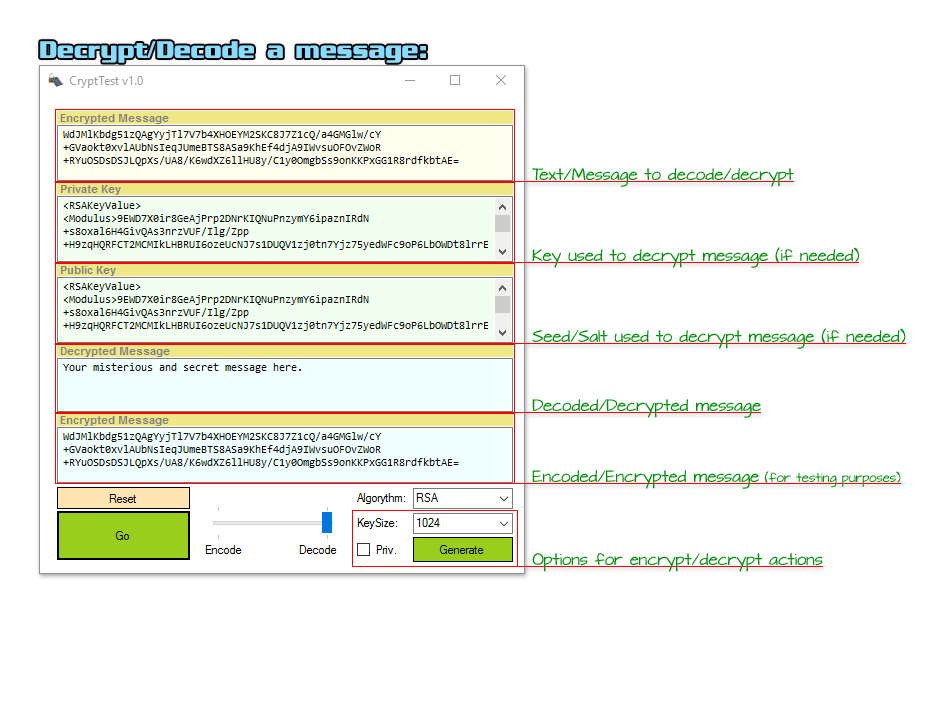 Decrypt/Decode a message:
CryptTest v1.0
Encrypted Message
WdJMlKbdg51zQAgYyjTl7V7b4XHOEYM2SKC8J7Z1cQ/a4GMGlw/cY
+GVaokt0xvlAUbNsIeqJUmeBTS8ASa9KhEf4djA9IWvsuOFOvZWoR
+RYuOSDsDSJLQpXs/UA8/K6wdXZ6llHU8y/C1y0OmgbSs9onKKPxGG1R8rdfkbtAE=
Text/Message to decode/decrypt
Private Key
<RSAKeyValue>
<Modulus>9EWD7X0ir8GeAjPrp2DNrKIQNuPnzymY6ipaznIRdN
+s8oxal6H4GivQAs3nrzVUF/Ilg/Zpp
+H9zqHQRFCT2MCMIkLHBRUI6ozeUcNJ7s1DUQV1zj0tn7Yjz75yedWFc9oP6LbOWDt8lrrE
Key used to decrypt message (if needed)
Public Key
<RSAKeyValue>
<Modulus>9EWD7X0ir8GeAjPrp2DNrKIQNuPnzymY6ipaznIRdN
+s8oxal6H4GivQAs3nrzVUF/Ilg/Zpp
+H9zqHQRFCT2MCMIkLHBRUI6ozeUcNJ7s1DUQV1zj0tn7Yjz75yedWFc9oP6LbOWDt8lrrE
Seed/Salt used to decrypt message (if needed)
Decrypted Message
Your misterious and secret message here.
Decoded/Decrypted message
Encrypted Message
WdJMlKbdg51zQAgYyjTl7V7b4XHOEYM2SKC8J7Z1cQ/a4GMGlw/cY
+GVaokt0xvlAUbNsIeqJUmeBTS8ASa9KhEf4djA9IWvsuOFOvZWoR
+RYuOSDsDSJLQpXs/UA8/K6wdXZ6llHU8y/C1y0OmgbSs9onKKPxGG1R8rdfkbtAE=
Encoded/Encrypted message (for testing purposes)
Reset
Algorythm: RSA
Go
KeySize: 1024
Encode Decode
Priv. Generate
Options for encrypt/decrypt actions